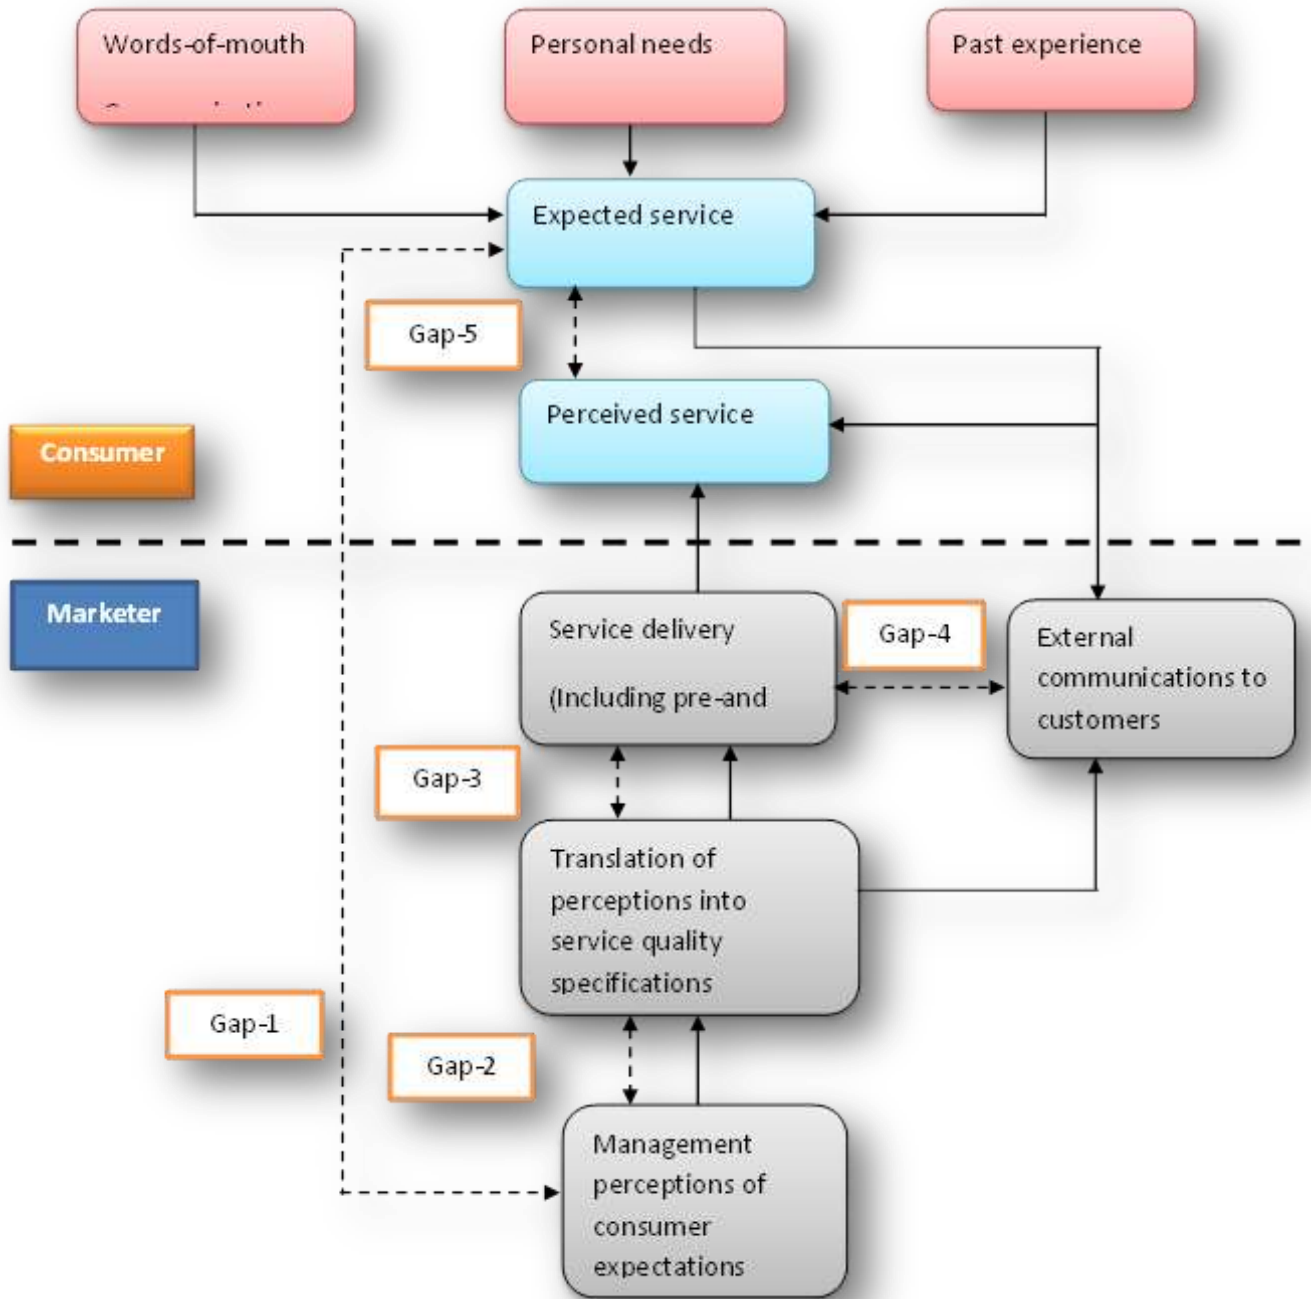 Words-of-mouth
Personal needs
Past experience
Expected service
Gap-5
Perceived service
Consumer
Marketer
Service delivery
(Including pre-and
Gap-4
External
communications to
customers
Gap-3
Translation of
perceptions into
service quality
specifications
Gap-1
Gap-2
Management
perceptions of
consumer
expectations